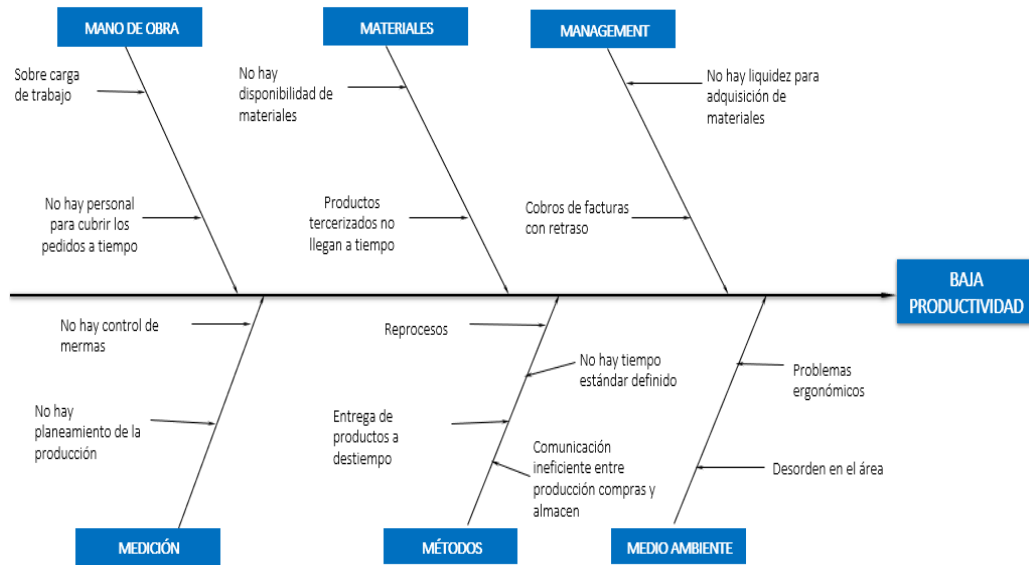 MANO DE OBRA
MATERIALES
MANAGEMENT
Sobre carga
de trabajo
No hay
disponibilidad de
materiales
No hay liquidez para
adquisición de
materiales
No hay personal
para cubrir los
pedidos a tiempo
Productos
tercerizados no
llegan a tiempo
Cobros de facturas
con retraso
BAJA
PRODUCTIVIDAD
No hay control de
mermas
Reprocesos
No hay tiempo
estándar definido
Problemas
ergonómicos
No hay
planeamiento de la
producción
Entrega de
productos a
destiempo
Comunicación
ineficiente entre
producción compras y
almacen
Desorden en el área
MEDICIÓN
MÉTODOS
MEDIO AMBIENTE